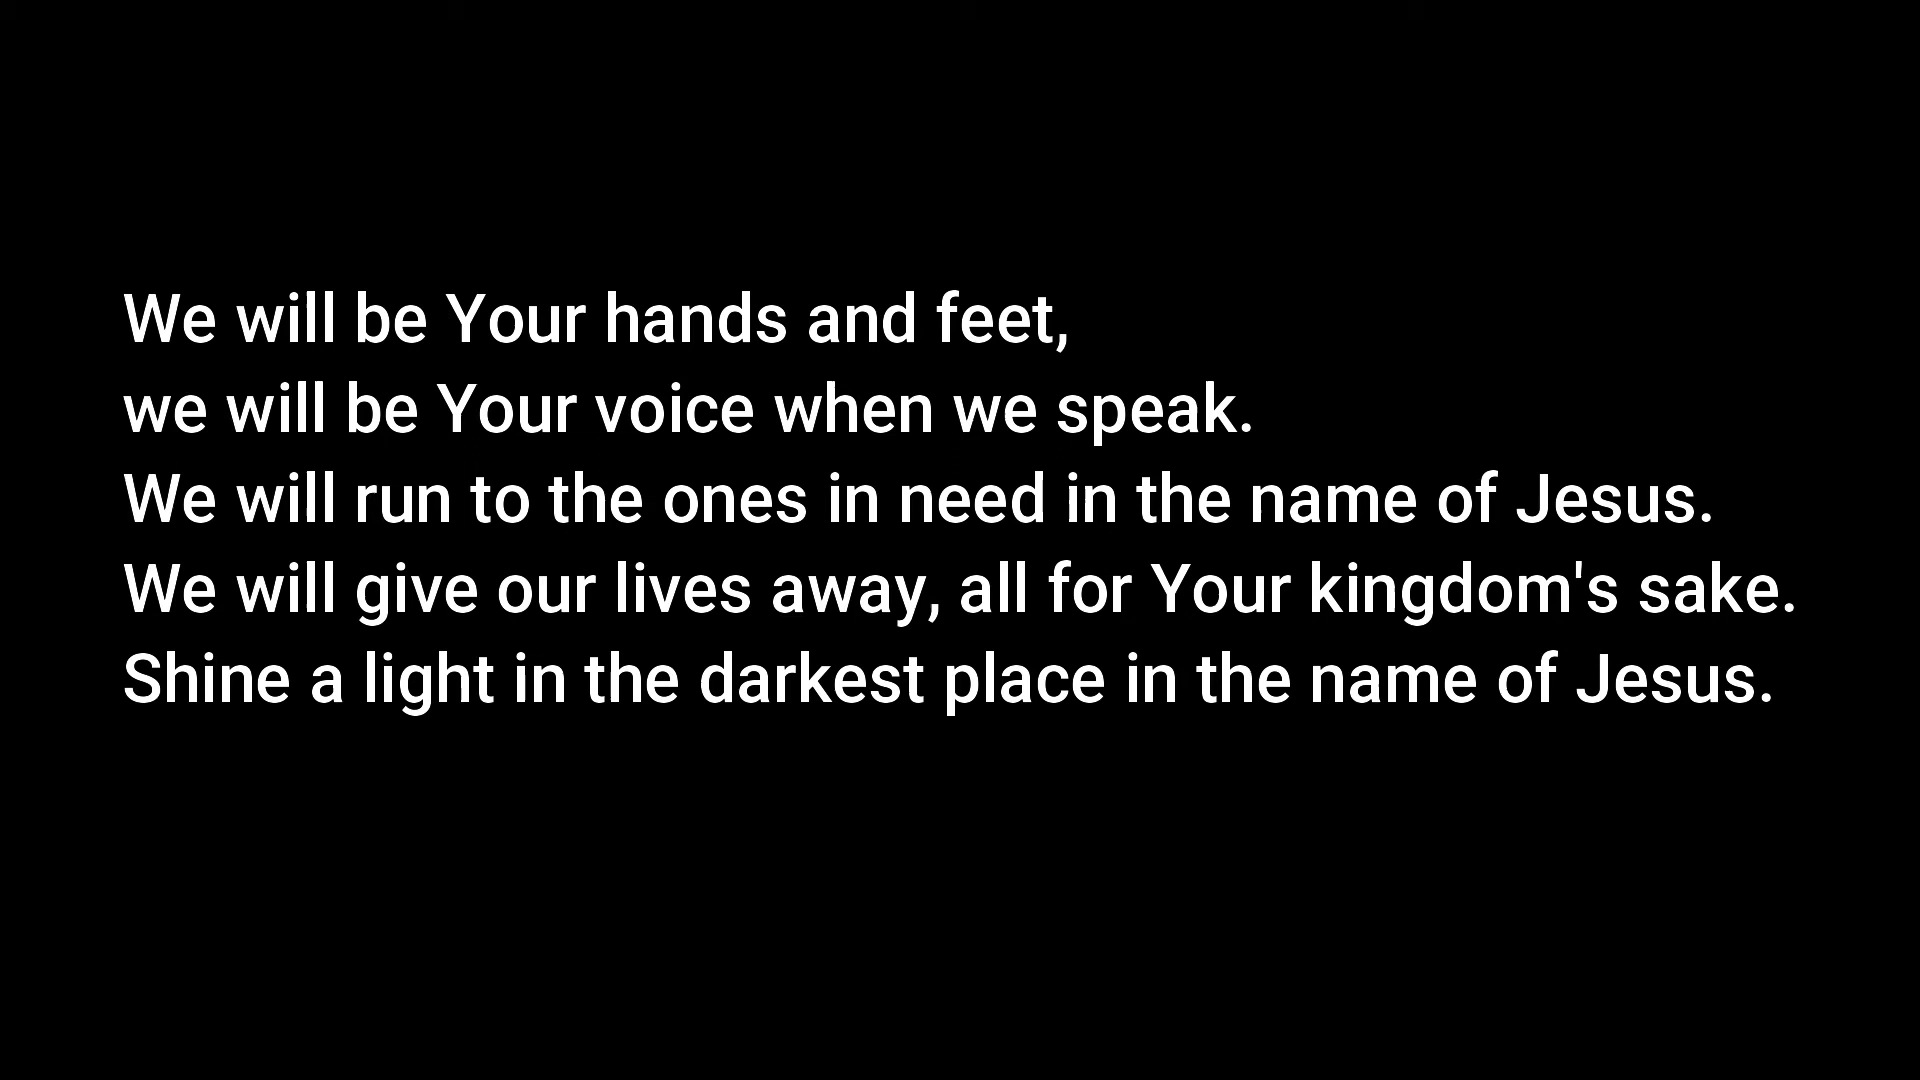 We will be Your hands and feet,
we will be Your voice when we speak.
We will run to the ones in need in the name of Jesus.
We will give our lives away, all for Your kingdom's sake.
Shine a light in the darkest place in the name of Jesus.